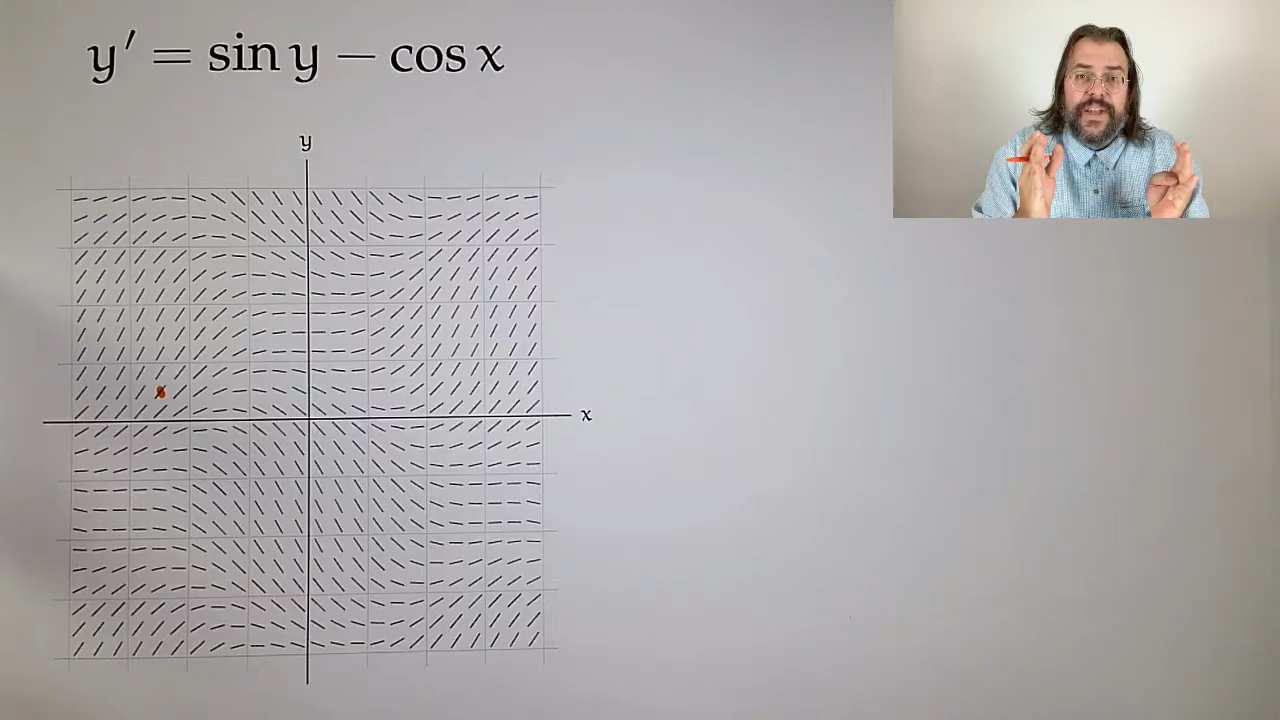 y′ = sin y − cos x
y
x